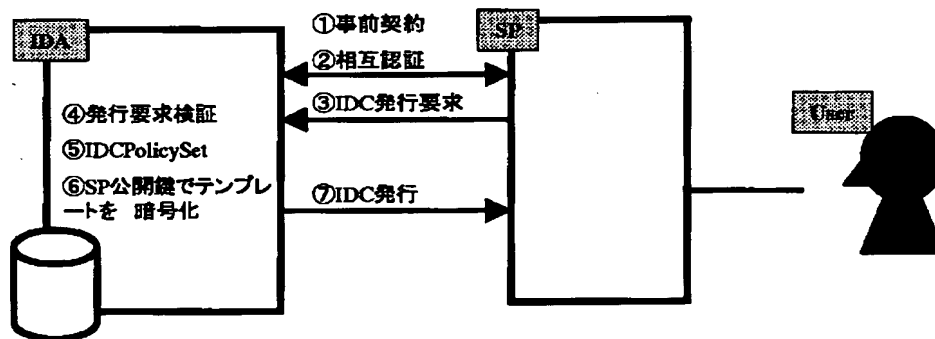 IDA
①事前契約
SP
②相互認証
③IDC発行要求
④発行要求検証
⑤IDCPolicySet
⑥SP公開鍵でテンプレ
ートを 暗号化
⑦IDC発行
User